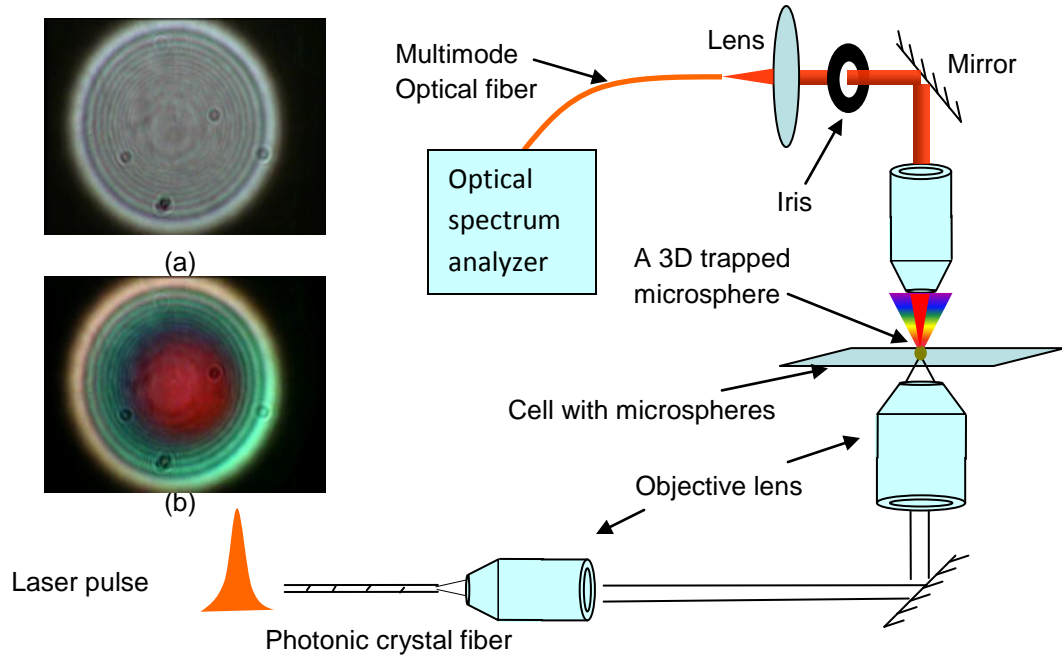 Multimode
Optical fiber
Lens
Mirror
Iris
Optical
spectrum
analyzer
(a)
A 3D trapped
microsphere
Cell with microspheres
Objective lens
(b)
Laser pulse
Photonic crystal fiber